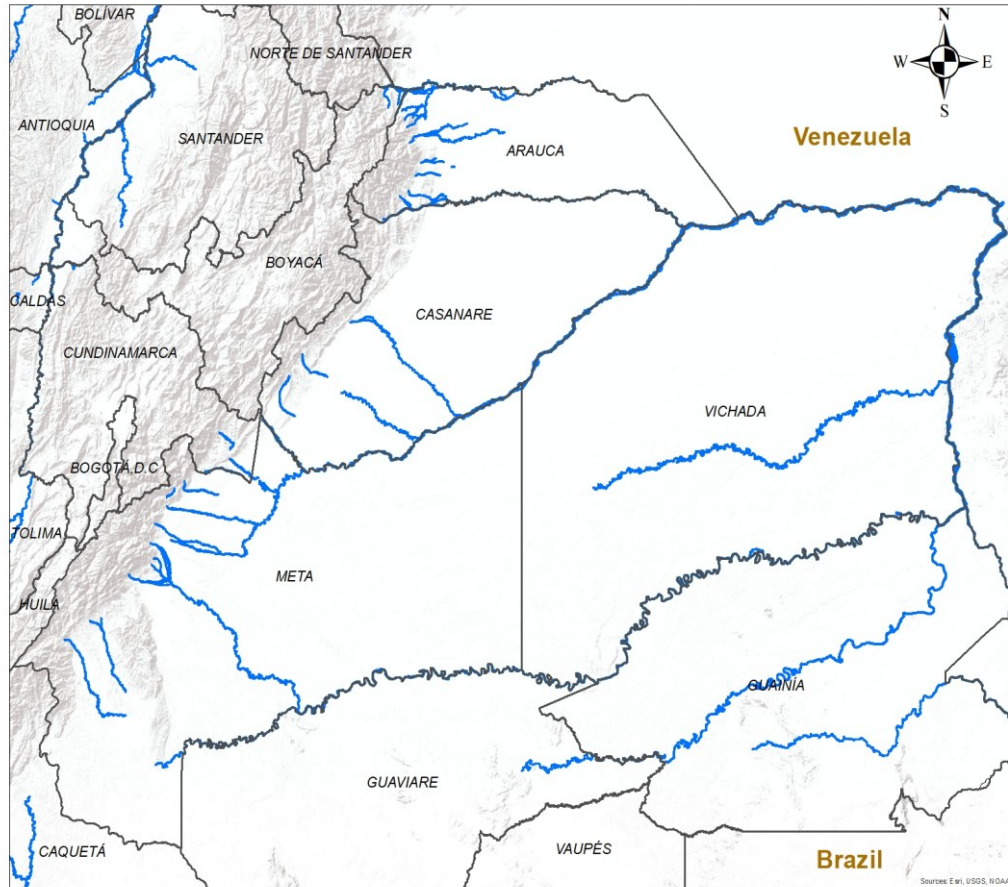 BOLÍVAR
N
NORTE DE SANTANDER
W
E
S
ANTIOQUIA
SANTANDER
ARAUCA
Venezuela
BOYACÁ
CALDAS
CASANARE
CUNDINAMARCA
VICHADA
BOGOTÁ,D.C
TOLIMA
META
HUILA
GUAINÍA
GUAVIARE
CAQUETÁ
VAUPÉS
Brazil
Sources: Esri, USGS, NOAA